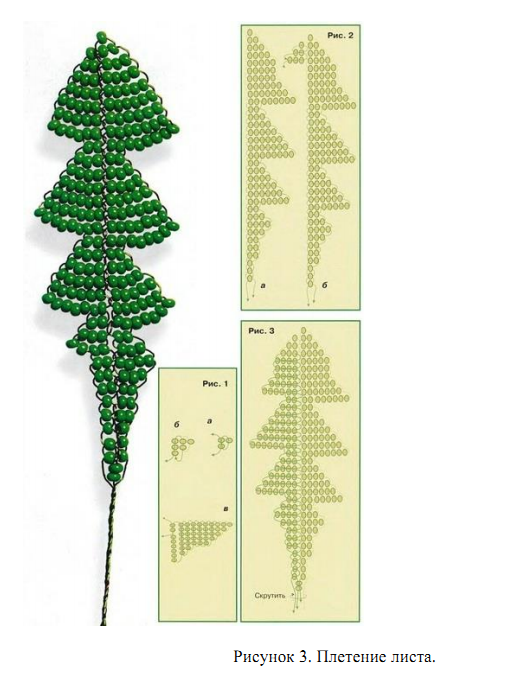 Рис. 2
а
б
Рис. 1
б
а
в
Рис. 3
Скрутить
Рисунок 3. Плетение листа.